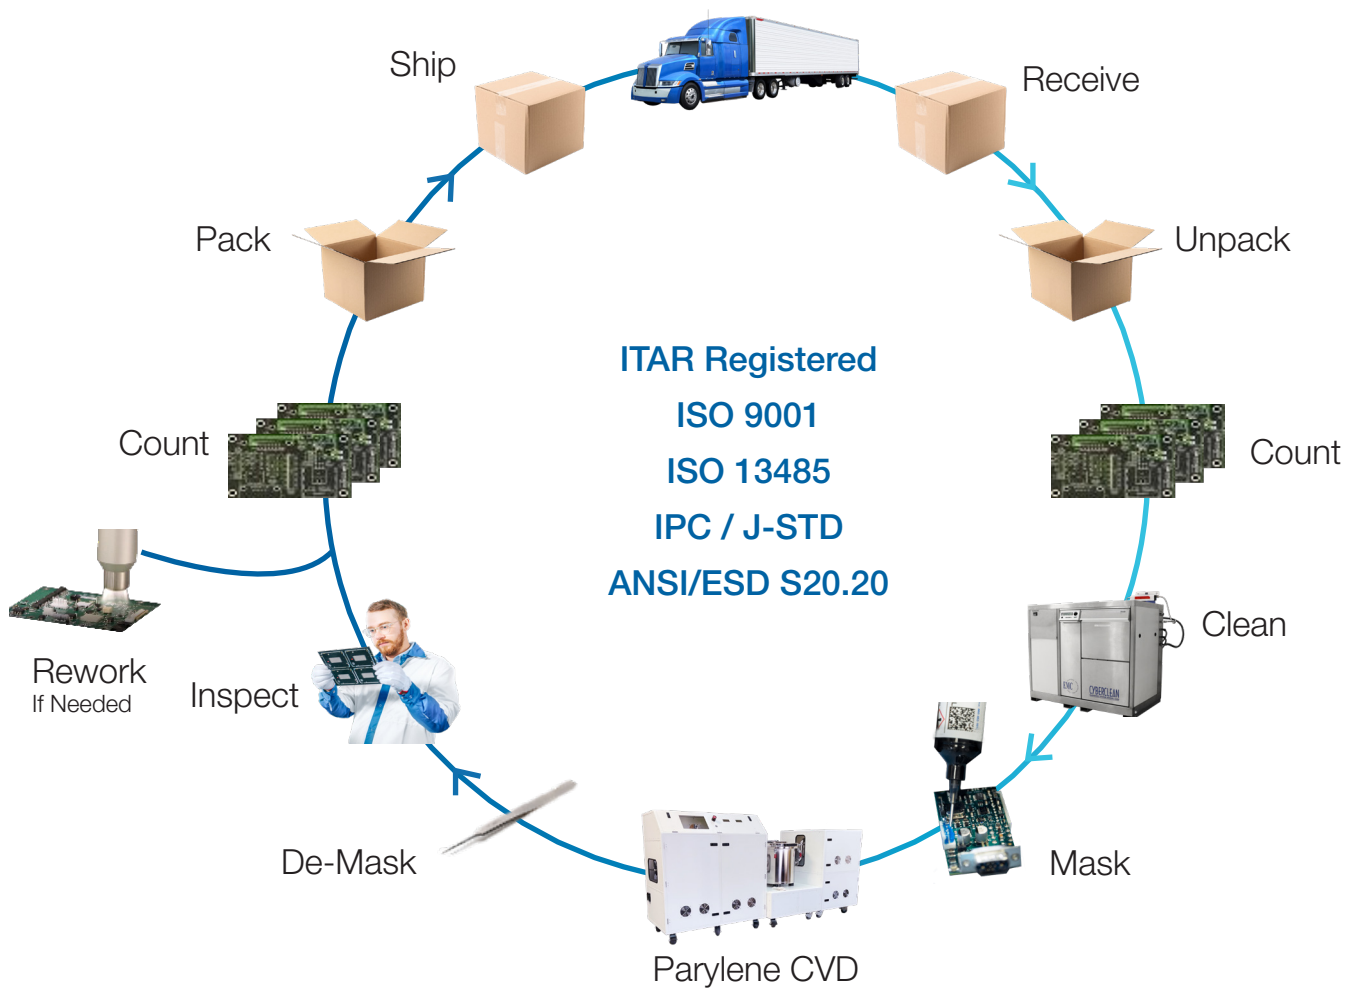 Ship
Receive
Pack
Unpack
ITAR Registered
ISO 9001
ISO 13485
IPC / J-STD
ANSI/ESD S20.20
Count
Count
Clean
CYBERCLEAN
Rework
If Needed
Inspect
De-Mask
Mask
Parylene CVD